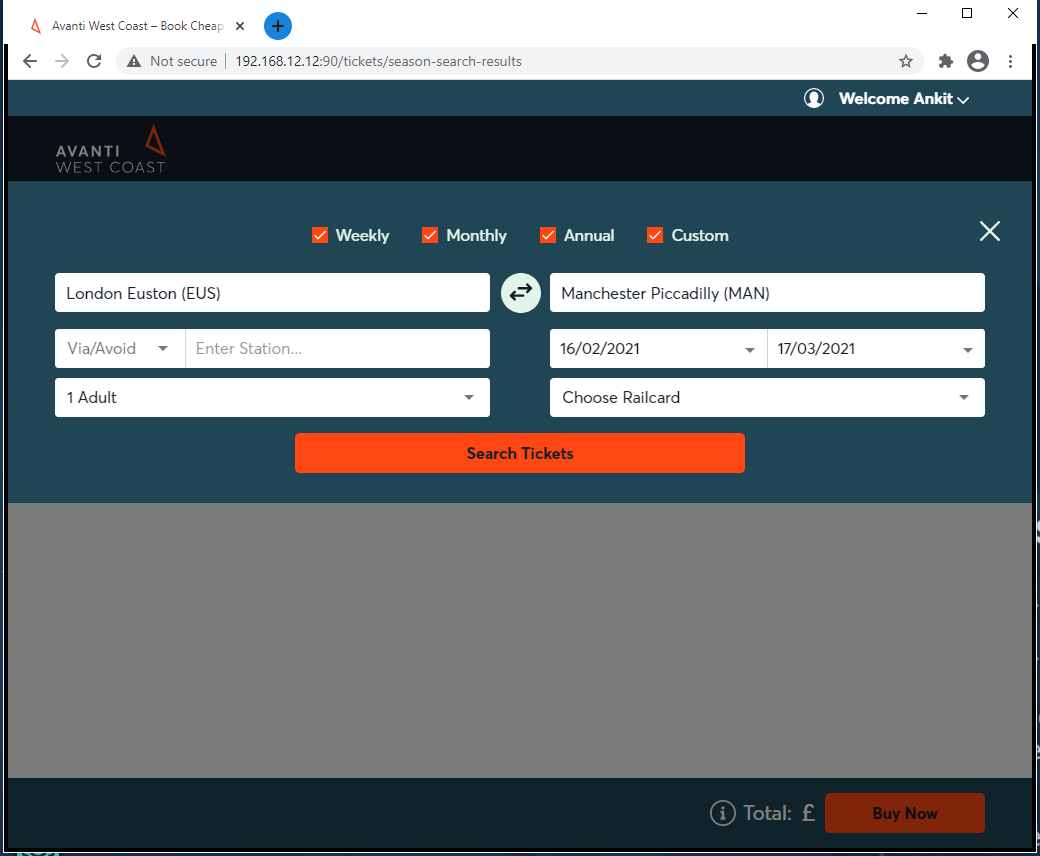 Avanti West Coast – Book Cheap
Not secure | 192.168.12.12:90/tickets/season-search-results
Welcome Ankit
AVANTI
WEST COAST
Weekly Monthly Annual Custom
London Euston (EUS) Manchester Piccadilly (MAN)
Via/Avoid Enter Station... 16/02/2021 17/03/2021
1 Adult Choose Railcard
Search Tickets
Total: £ Buy Now